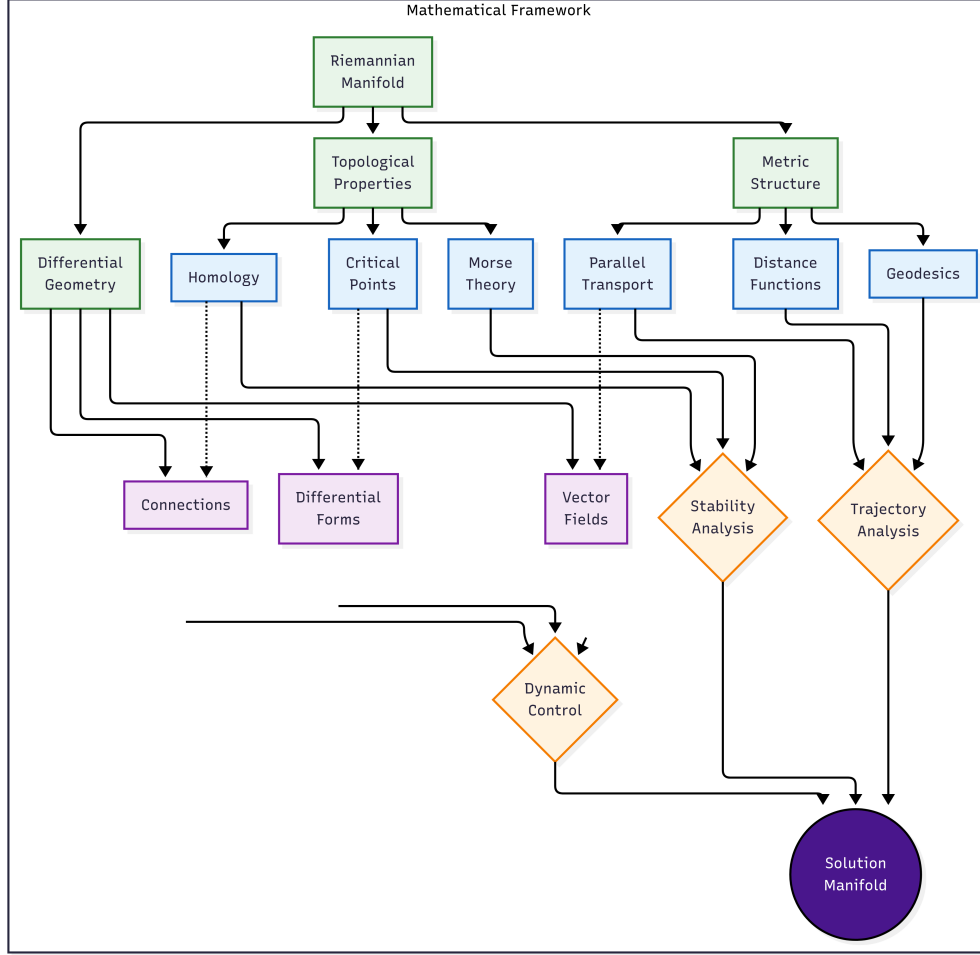 Mathematical Framework
Riemannian
Manifold
Topological
Properties
Metric
Structure
Differential
Geometry
Homology
Critical
Points
Morse
Theory
Parallel
Transport
Distance
Functions
Geodesics
Connections
Differential
Forms
Vector
Fields
Stability
Analysis
Trajectory
Analysis
Dynamic
Control
Solution
Manifold